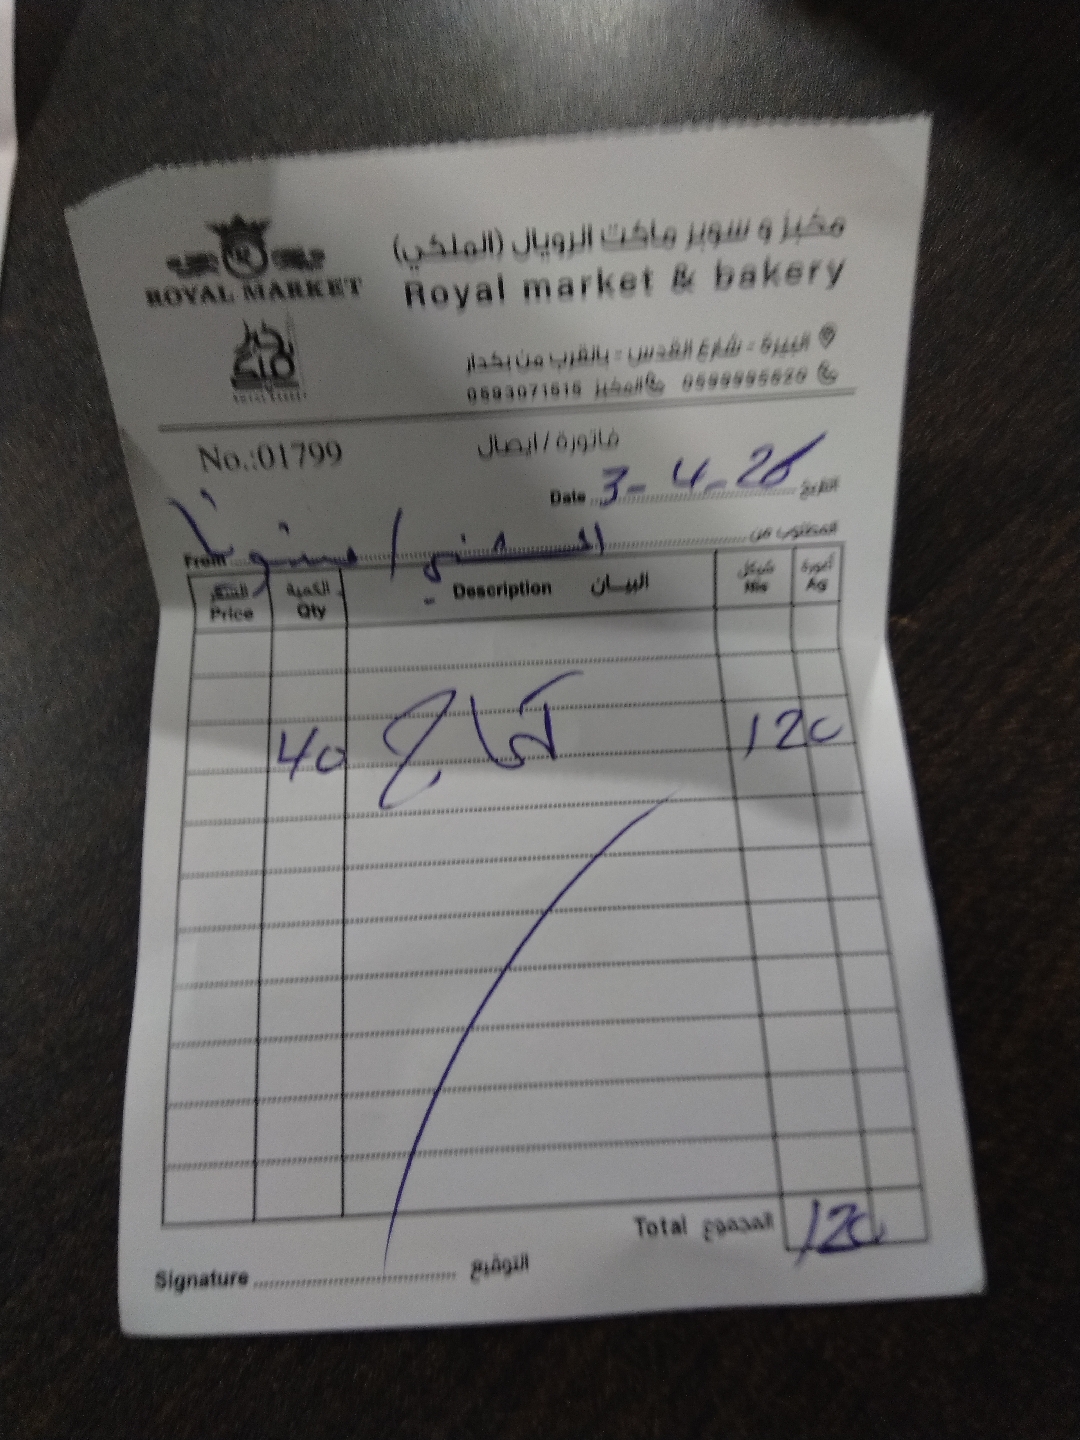 ROYAL MARKET
مخبز و سوبر ماركت الرويال (الملكي)
Royal market & bakery
البيرة - شارع القدس - بالقرب من بكدار
المخبز
No.:01799
فاتورة / ايصال
Date 3-4-26 التاريخ
From المطلوب من
السعر الكمية البيان شيكل أغورة
Price Qty Description Nis Ag
40 120
Total المجموع 120
Signature التوقيع